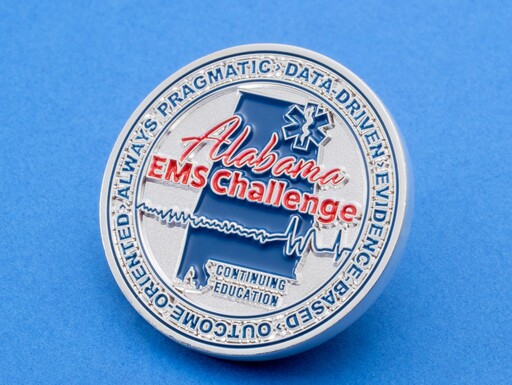 ALWAYS PRAGMATIC • DATA-DRIVEN • EVIDENCE-BASED • OUTCOME-ORIENTED •
Alabama
EMS Challenge
CONTINUING
EDUCATION